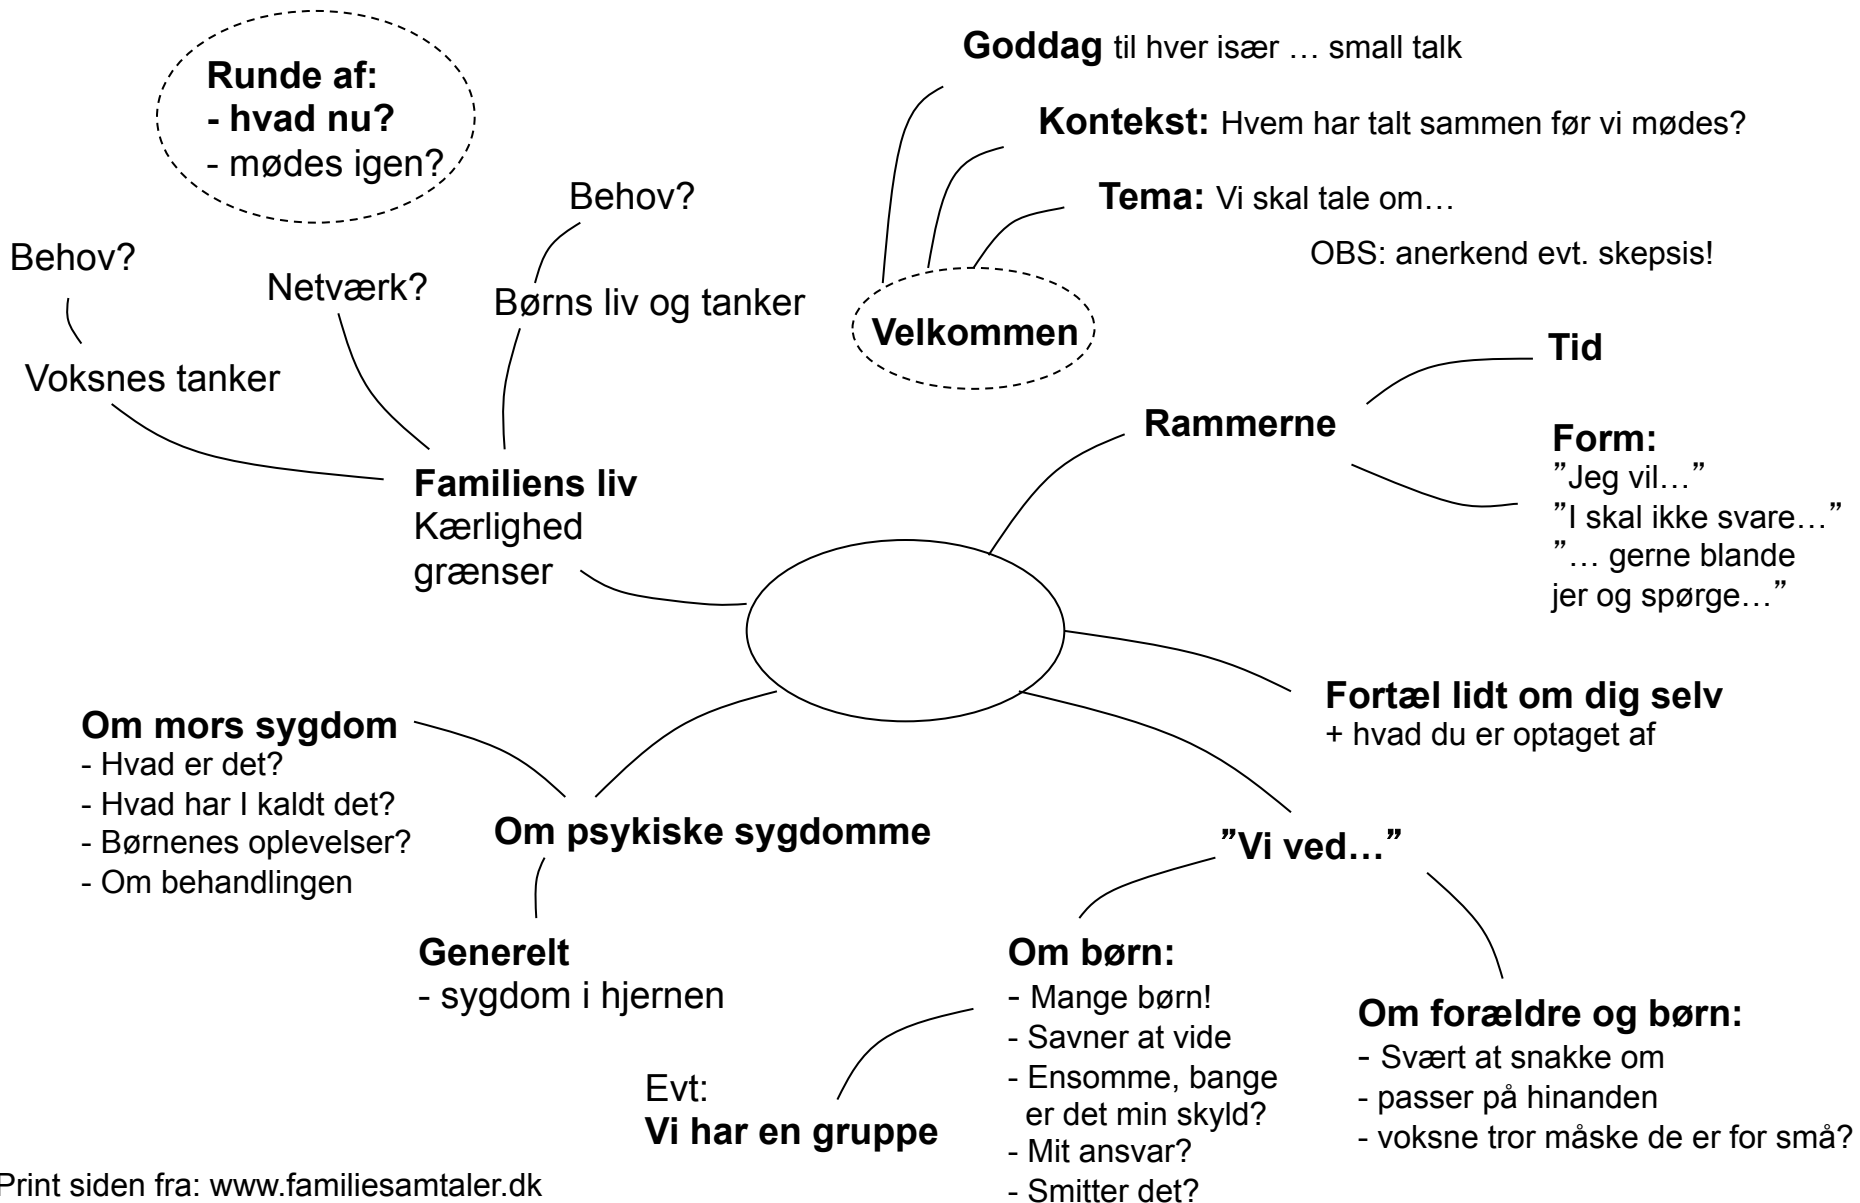 Runde af:
- hvad nu?
- mødes igen?
Goddag til hver især … small talk
Kontekst: Hvem har talt sammen før vi mødes?
Tema: Vi skal tale om…
OBS: anerkend evt. skepsis!
Velkommen
Behov?
Voksnes tanker
Netværk?
Behov?
Børns liv og tanker
Familiens liv
Kærlighed
grænser
Rammerne
Tid
Form:
”Jeg vil…”
”I skal ikke svare…”
”… gerne blande
jer og spørge…”
Fortæl lidt om dig selv
+ hvad du er optaget af
Om mors sygdom
- Hvad er det?
- Hvad har I kaldt det?
- Børnenes oplevelser?
- Om behandlingen
Om psykiske sygdomme
Generelt
- sygdom i hjernen
”Vi ved…”
Om børn:
- Mange børn!
- Savner at vide
- Ensomme, bange
er det min skyld?
- Mit ansvar?
- Smitter det?
Om forældre og børn:
- Svært at snakke om
- passer på hinanden
- voksne tror måske de er for små?
Evt:
Vi har en gruppe
Print siden fra: www.familiesamtaler.dk